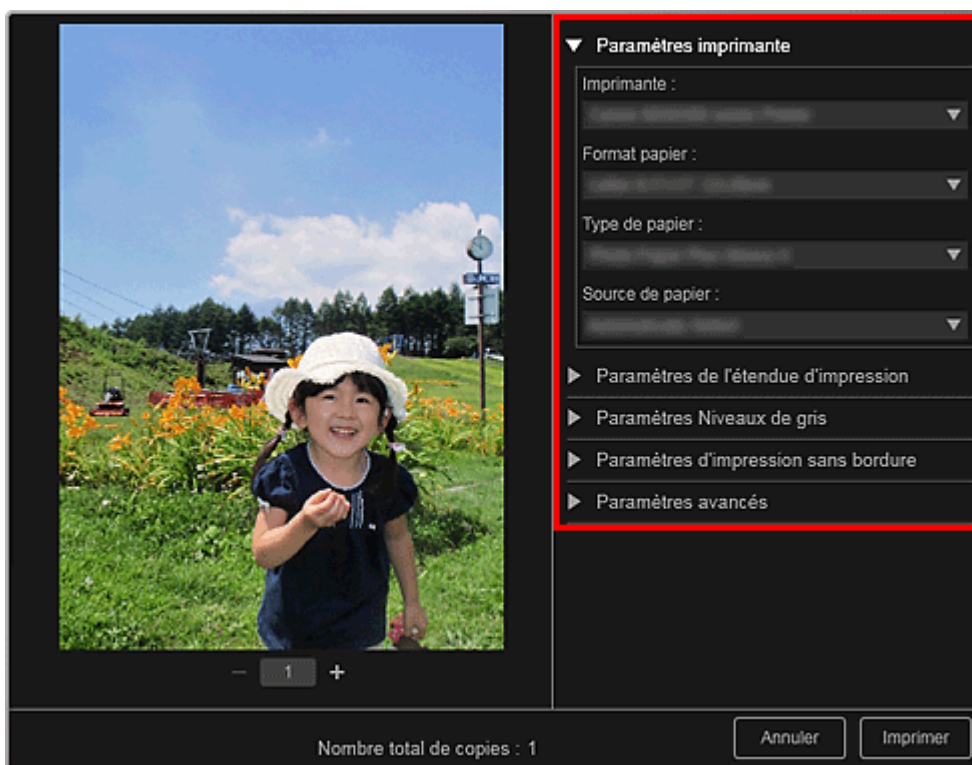 Paramètres imprimante
Imprimante :
Format papier :
Type de papier :
Source de papier :
Paramètres de l'étendue d'impression
Paramètres Niveaux de gris
Paramètres d'impression sans bordure
Paramètres avancés
1
Nombre total de copies : 1
Annuler
Imprimer